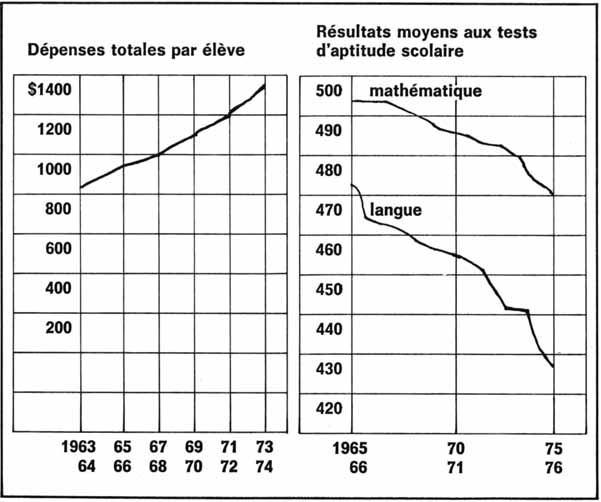 Dépenses totales par élève
$1400
1200
1000
800
600
400
200
1963 65 67 69 71 73
64 66 68 70 72 74
Résultats moyens aux tests
d'aptitude scolaire
500
mathématique
490
480
470
langue
460
450
440
430
420
1965 70 75
66 71 76